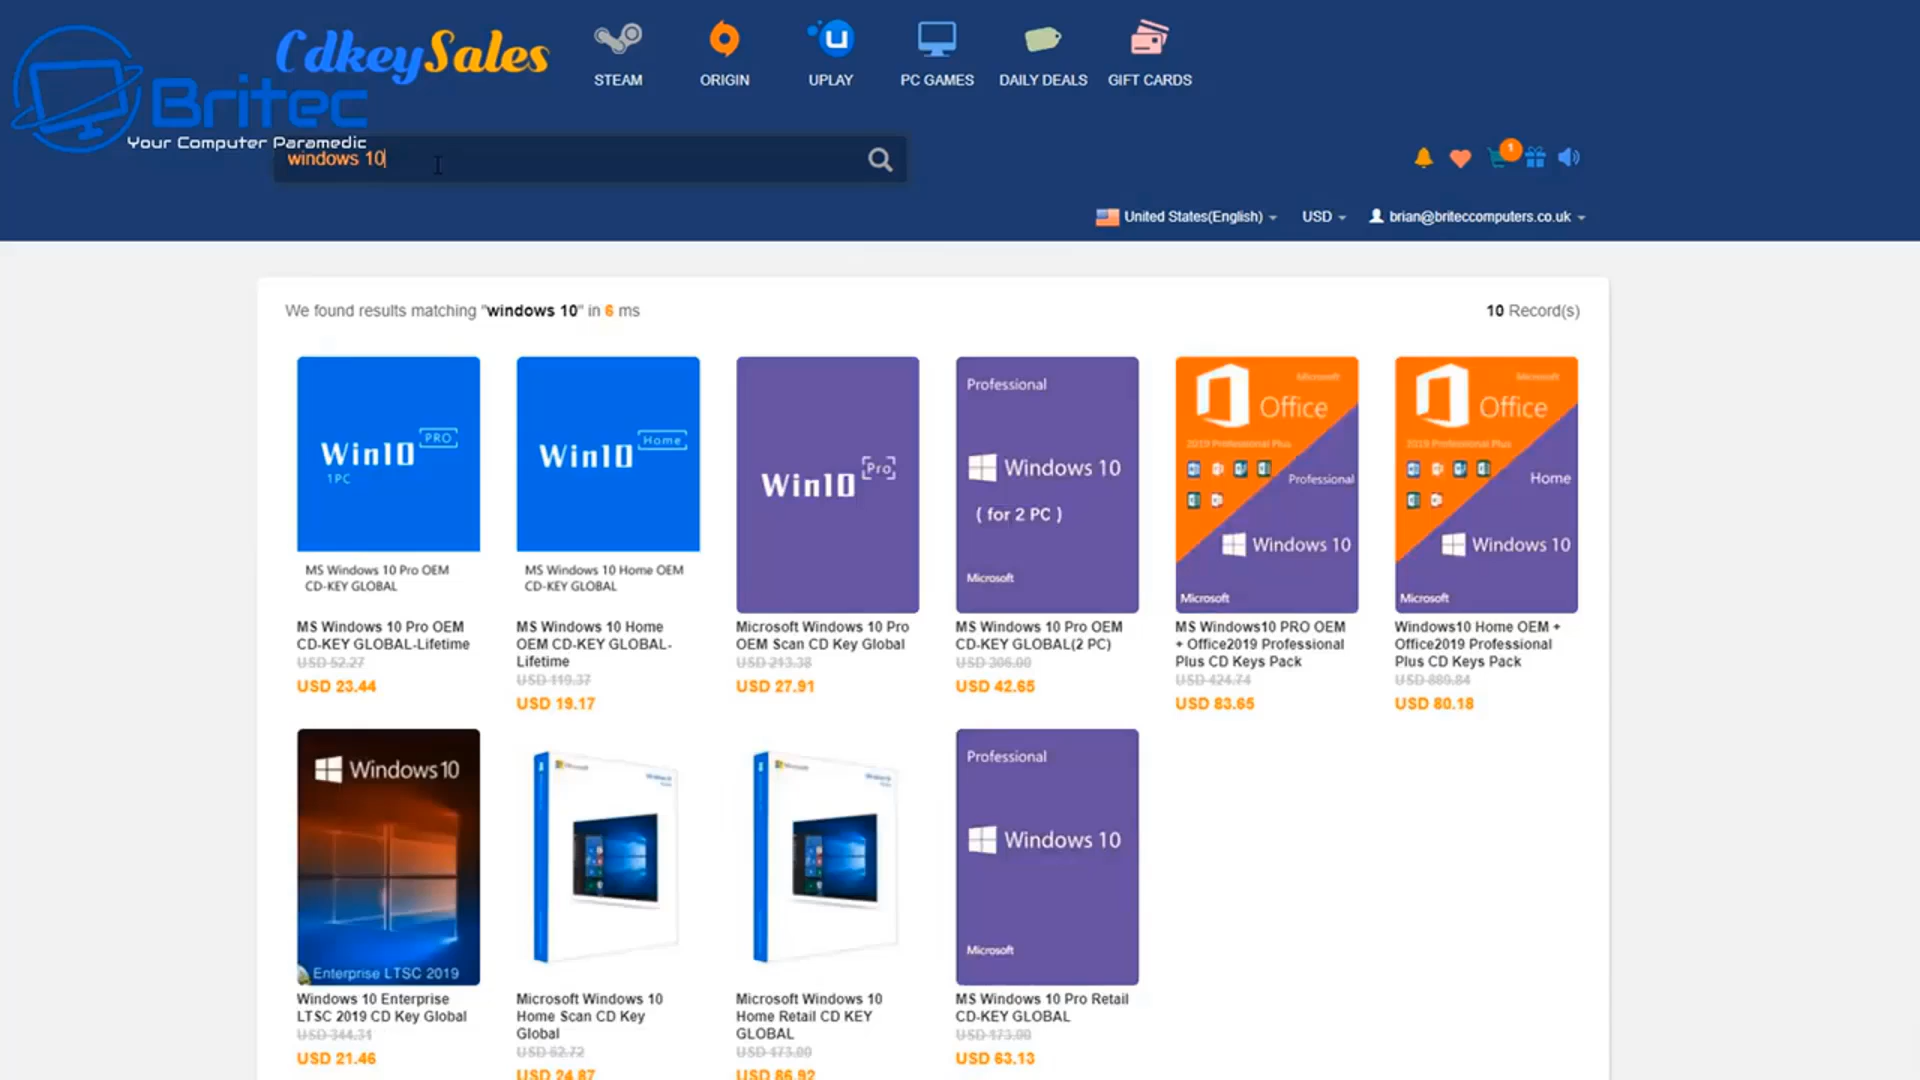 CdkeySales
STEAM
ORIGIN
UPLAY
PC GAMES
DAILY DEALS
GIFT CARDS
Britec
Your Computer Paramedic
windows 10
1
United States(English)
USD
brian@briteccomputers.co.uk
We found results matching "windows 10" in 6 ms
10 Record(s)
Win10 PRO
1PC
MS Windows 10 Pro OEM
CD-KEY GLOBAL
Win10 Home
MS Windows 10 Home OEM
CD-KEY GLOBAL
Win10 Pro
Professional
Windows 10
( for 2 PC )
Microsoft
Microsoft
Office
2019 Professional Plus
Professional
Windows 10
Microsoft
Microsoft
Office
2019 Professional Plus
Home
Windows 10
Microsoft
MS Windows 10 Pro OEM
CD-KEY GLOBAL-Lifetime
USD 52.27
USD 23.44
MS Windows 10 Home
OEM CD-KEY GLOBAL-
Lifetime
USD 119.37
USD 19.17
Microsoft Windows 10 Pro
OEM Scan CD Key Global
USD 213.38
USD 27.91
MS Windows 10 Pro OEM
CD-KEY GLOBAL(2 PC)
USD 306.00
USD 42.65
MS Windows10 PRO OEM
+ Office2019 Professional
Plus CD Keys Pack
USD 424.74
USD 83.65
Windows10 Home OEM +
Office2019 Professional
Plus CD Keys Pack
USD 889.84
USD 80.18
Windows 10
Enterprise LTSC 2019
Professional
Windows 10
Microsoft
Windows 10 Enterprise
LTSC 2019 CD Key Global
USD 344.31
USD 21.46
Microsoft Windows 10
Home Scan CD Key
Global
USD 62.72
USD 24.87
Microsoft Windows 10
Home Retail CD KEY
GLOBAL
USD 173.00
USD 86.92
MS Windows 10 Pro Retail
CD-KEY GLOBAL
USD 173.00
USD 63.13